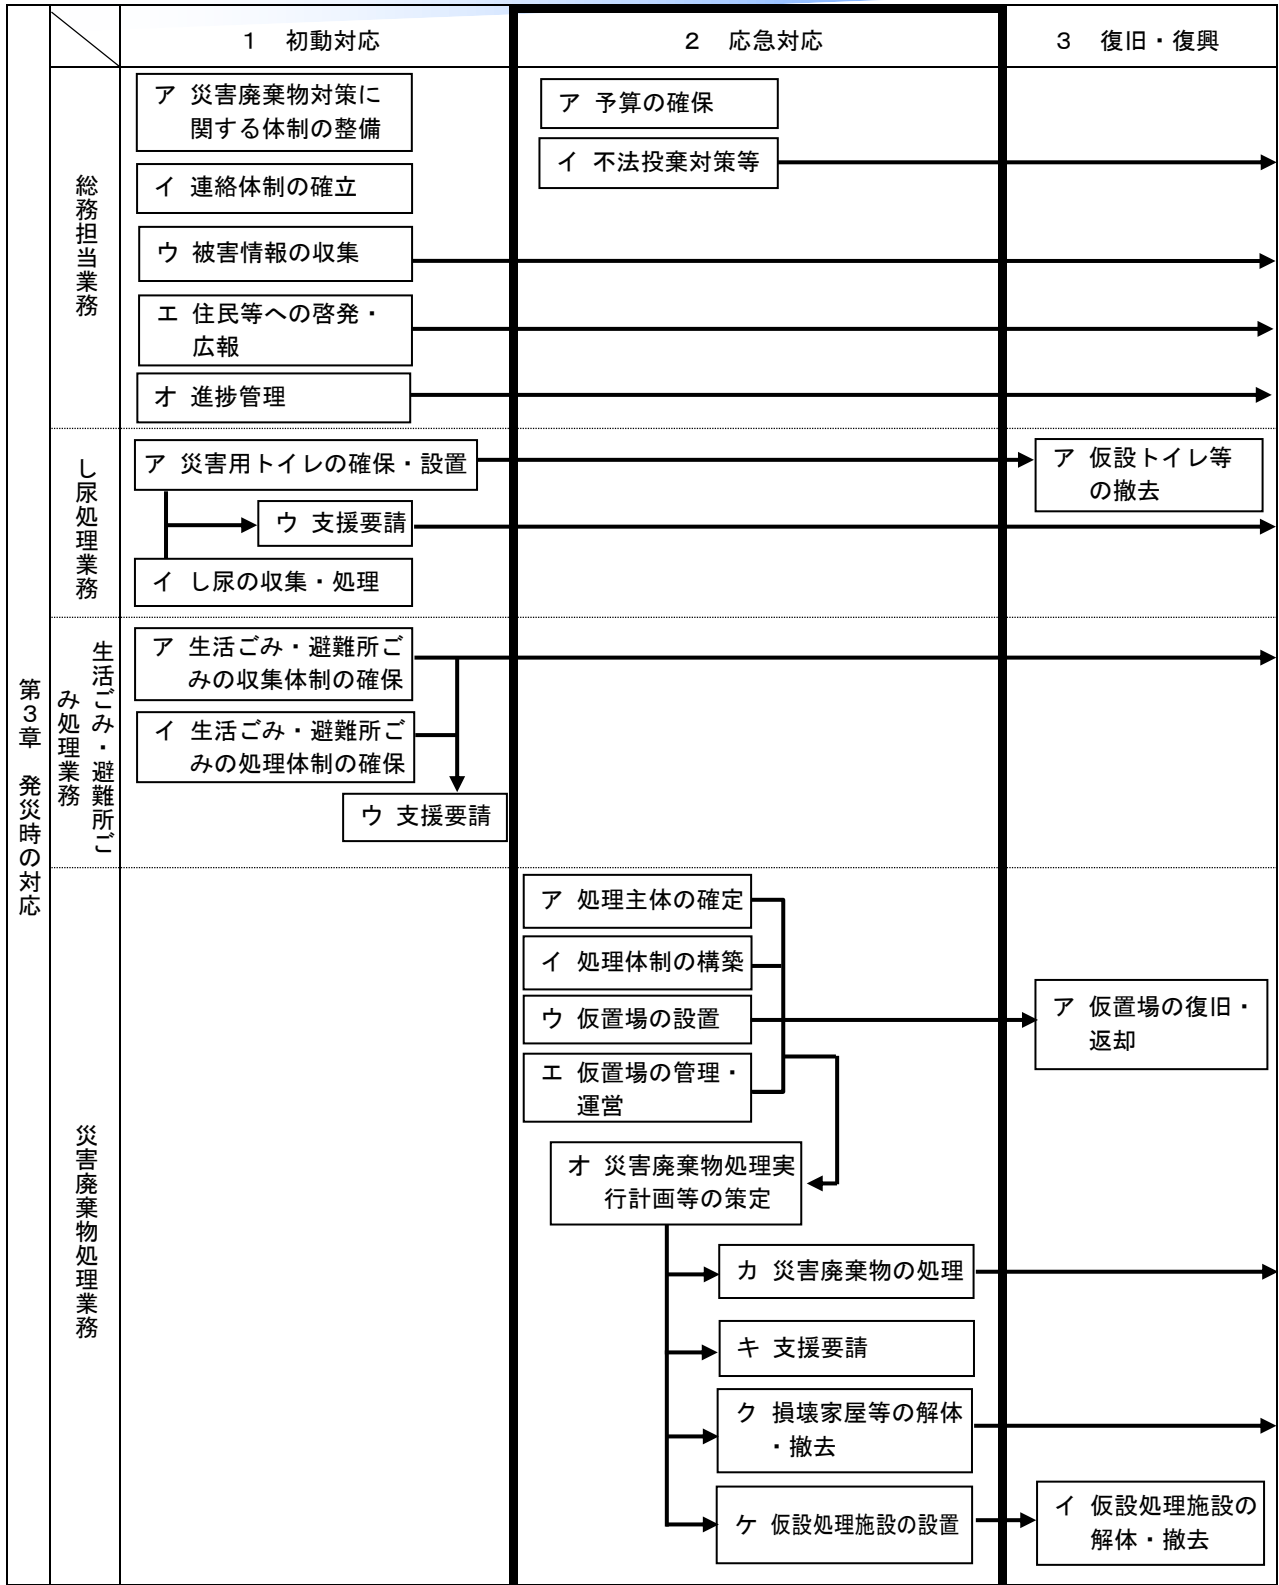 １　初動対応
２　応急対応
３　復旧・復興
第３章　発災時の対応
総務担当業務
ア 災害廃棄物対策に
関する体制の整備
イ 連絡体制の確立
ウ 被害情報の収集
エ 住民等への啓発・
広報
オ 進捗管理
ア 予算の確保
イ 不法投棄対策等
し尿処理業務
ア 災害用トイレの確保・設置
ウ 支援要請
イ し尿の収集・処理
ア 仮設トイレ等
の撤去
生活ごみ・避難所ご
み処理業務
ア 生活ごみ・避難所ご
みの収集体制の確保
イ 生活ごみ・避難所ご
みの処理体制の確保
ウ 支援要請
災害廃棄物処理業務
ア 処理主体の確定
イ 処理体制の構築
ウ 仮置場の設置
エ 仮置場の管理・
運営
オ 災害廃棄物処理実
行計画等の策定
カ 災害廃棄物の処理
キ 支援要請
ク 損壊家屋等の解体
・撤去
ケ 仮設処理施設の設置
ア 仮置場の復旧・
返却
イ 仮設処理施設の
解体・撤去